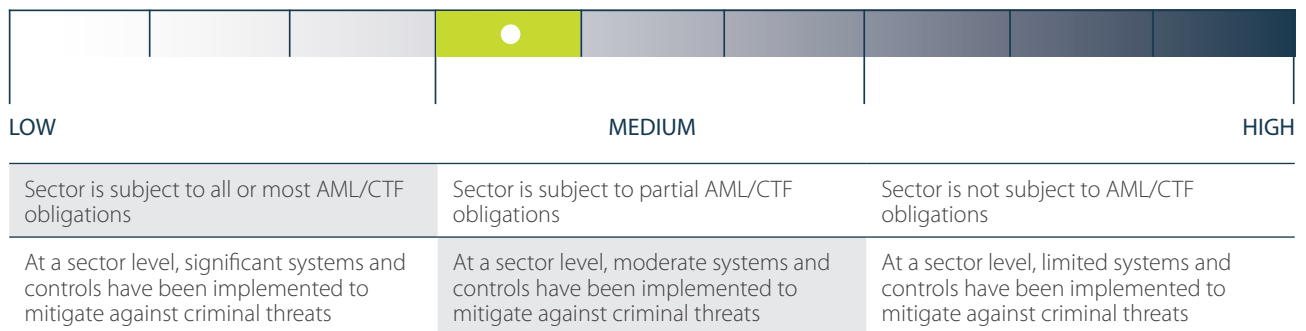 LOW MEDIUM HIGH
Sector is subject to all or most AML/CTF
obligations
Sector is subject to partial AML/CTF
obligations
Sector is not subject to AML/CTF
obligations
At a sector level, significant systems and
controls have been implemented to
mitigate against criminal threats
At a sector level, moderate systems and
controls have been implemented to
mitigate against criminal threats
At a sector level, limited systems and
controls have been implemented to
mitigate against criminal threats